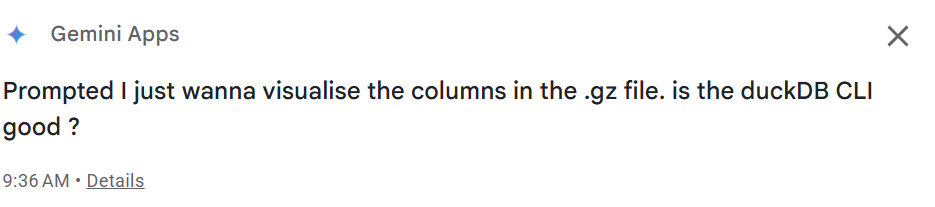 Gemini Apps
Prompted I just wanna visualise the columns in the .gz file. is the duckDB CLI
good ?
9:36 AM • Details